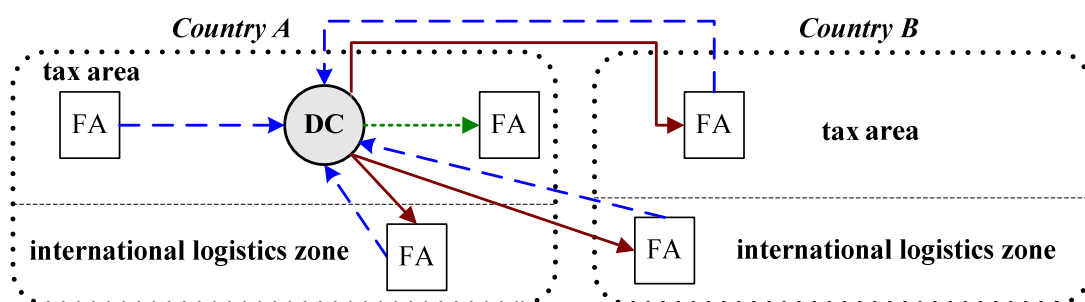 Country A
Country B
tax area
FA
DC
FA
FA
tax area
international logistics zone
FA
FA
international logistics zone